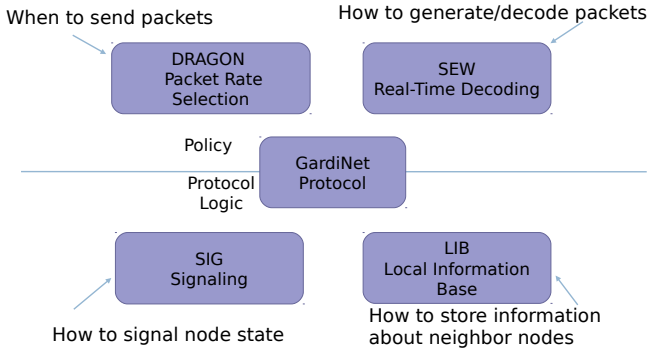 When to send packets
How to generate/decode packets
DRAGON
Packet Rate
Selection
SEW
Real-Time Decoding
Policy
GardiNet
Protocol
Protocol
Logic
SIG
Signaling
LIB
Local Information
Base
How to signal node state
How to store information
about neighbor nodes